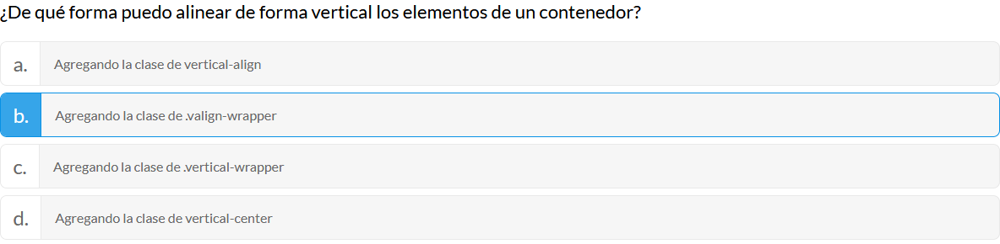 ¿De qué forma puedo alinear de forma vertical los elementos de un contenedor?
a. Agregando la clase de vertical-align
b. Agregando la clase de .valign-wrapper
c. Agregando la clase de .vertical-wrapper
d. Agregando la clase de vertical-center